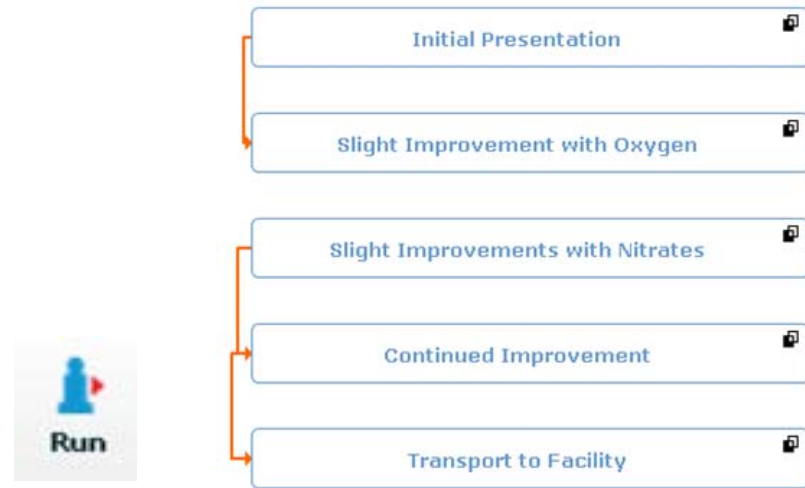 Initial Presentation
Slight Improvement with Oxygen
Slight Improvements with Nitrates
Continued Improvement
Transport to Facility
Run